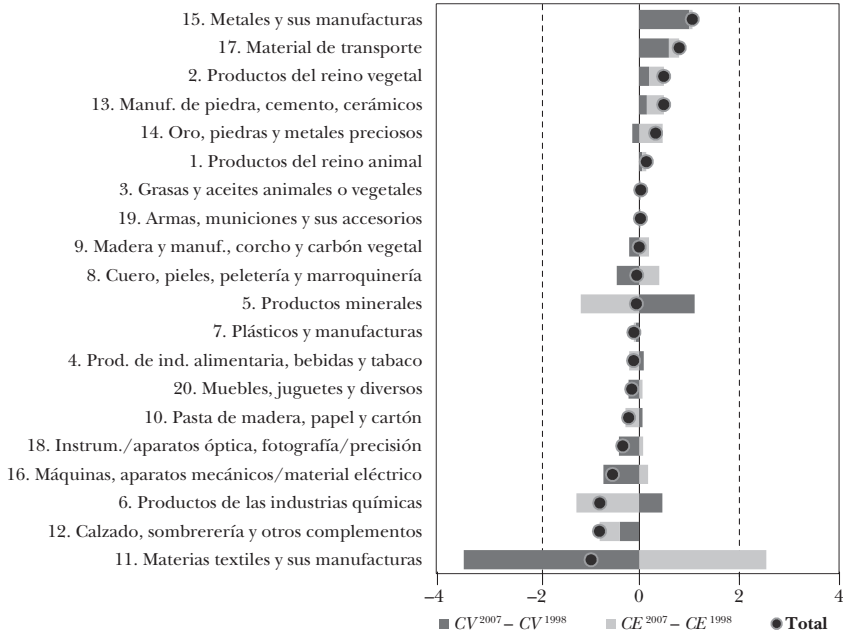 15. Metales y sus manufacturas
17. Material de transporte
2. Productos del reino vegetal
13. Manuf. de piedra, cemento, cerámicos
14. Oro, piedras y metales preciosos
1. Productos del reino animal
3. Grasas y aceites animales o vegetales
19. Armas, municiones y sus accesorios
9. Madera y manuf., corcho y carbón vegetal
8. Cuero, pieles, peletería y marroquinería
5. Productos minerales
7. Plásticos y manufacturas
4. Prod. de ind. alimentaria, bebidas y tabaco
20. Muebles, juguetes y diversos
10. Pasta de madera, papel y cartón
18. Instrum./aparatos óptica, fotografía/precisión
16. Máquinas, aparatos mecánicos/material eléctrico
6. Productos de las industrias químicas
12. Calzado, sombrerería y otros complementos
11. Materias textiles y sus manufacturas
–4 –2 0 2 4
CV 2007 – CV 1998 CE 2007 – CE 1998 Total